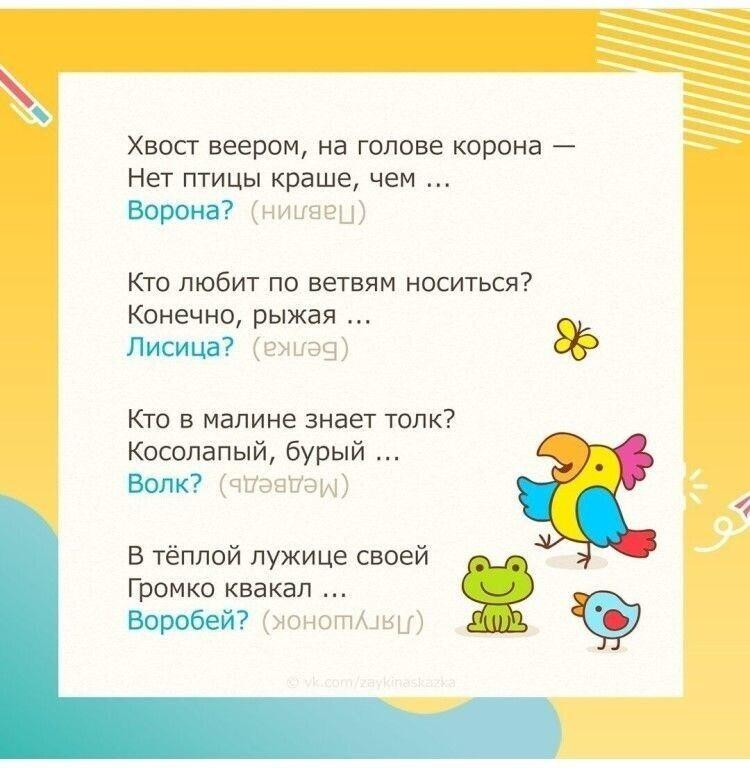 Хвост веером, на голове корона —
Нет птицы краше, чем ...
Ворона? (Павлин)
Кто любит по ветвям носиться?
Конечно, рыжая ...
Лисица? (Белка)
Кто в малине знает толк?
Косолапый, бурый ...
Волк? (Медведь)
В тёплой лужице своей
Громко квакал ...
Воробей? (Лягушонок)
© vk.com/zaykinaskazka